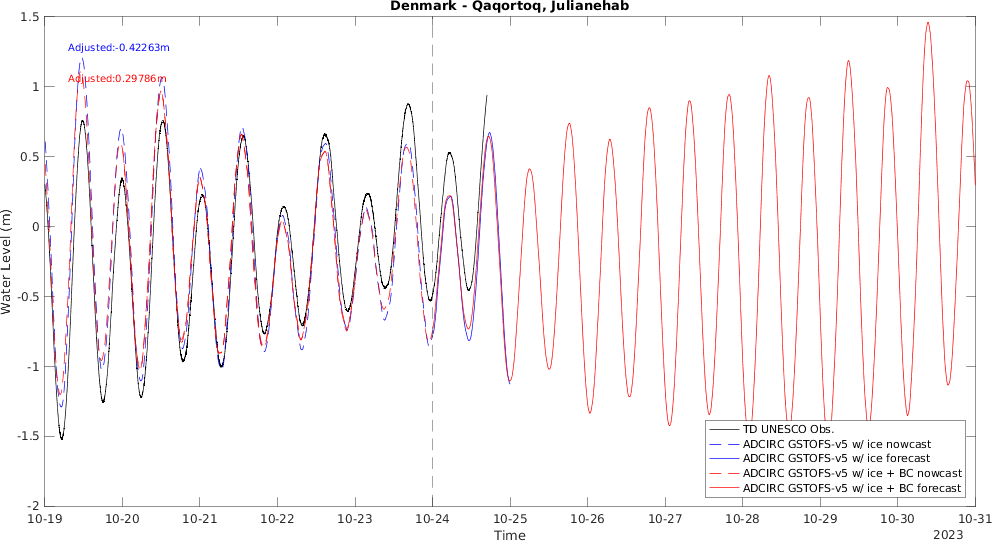 Denmark - Qaqortoq, Julianehab
Adjusted:-0.42263m
Adjusted:0.29786m
Water Level (m)
1.5
1
0.5
0
-0.5
-1
-1.5
-2
TD UNESCO Obs.
ADCIRC GSTOFS-v5 w/ ice nowcast
ADCIRC GSTOFS-v5 w/ ice forecast
ADCIRC GSTOFS-v5 w/ ice + BC nowcast
ADCIRC GSTOFS-v5 w/ ice + BC forecast
10-19 10-20 10-21 10-22 10-23 10-24 10-25 10-26 10-27 10-28 10-29 10-30 10-31
Time
2023